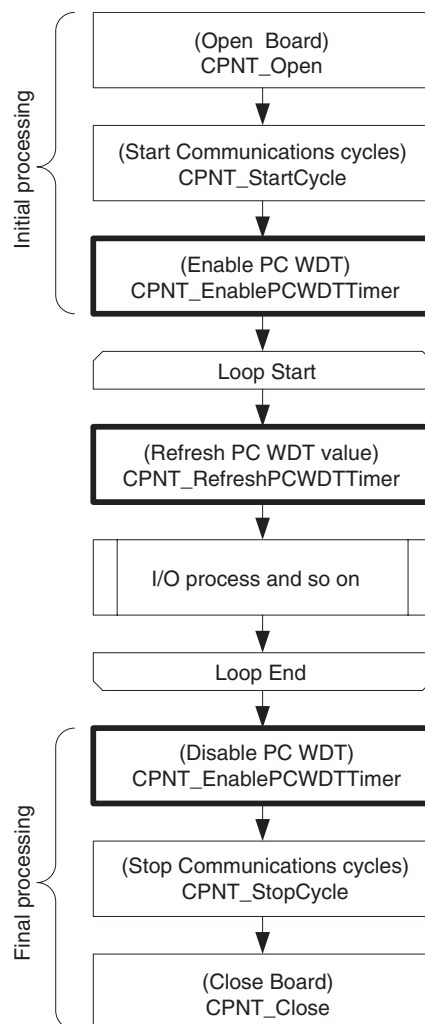 (Open Board)
CPNT_Open
Initial processing
(Start Communications cycles)
CPNT_StartCycle
(Enable PC WDT)
CPNT_EnablePCWDTTimer
Loop Start
(Refresh PC WDT value)
CPNT_RefreshPCWDTTimer
I/O process and so on
Loop End
Final processing
(Disable PC WDT)
CPNT_EnablePCWDTTimer
(Stop Communications cycles)
CPNT_StopCycle
(Close Board)
CPNT_Close